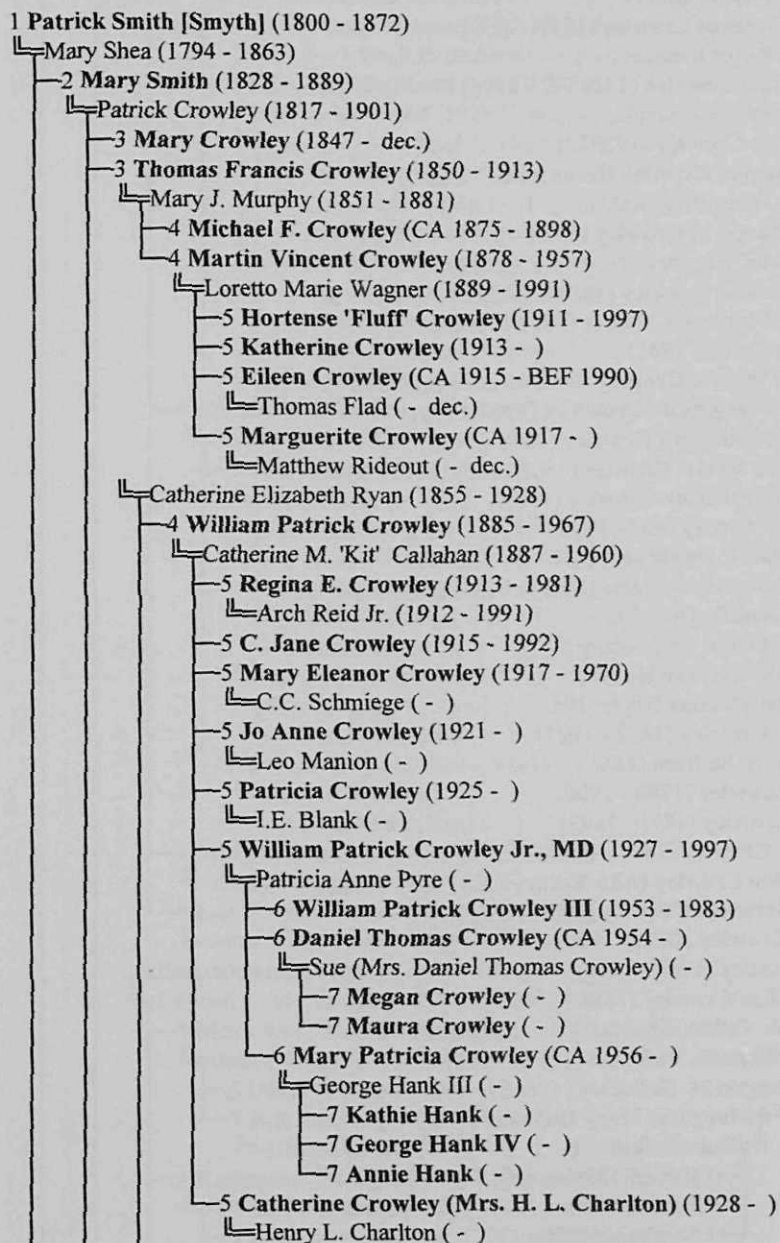 1 Patrick Smith [Smyth] (1800 - 1872)
Mary Shea (1794 - 1863)
2 Mary Smith (1828 - 1889)
Patrick Crowley (1817 - 1901)
3 Mary Crowley (1847 - dec.)
3 Thomas Francis Crowley (1850 - 1913)
Mary J. Murphy (1851 - 1881)
4 Michael F. Crowley (CA 1875 - 1898)
4 Martin Vincent Crowley (1878 - 1957)
Loretto Marie Wagner (1889 - 1991)
5 Hortense 'Fluff' Crowley (1911 - 1997)
5 Katherine Crowley (1913 - )
5 Eileen Crowley (CA 1915 - BEF 1990)
Thomas Flad ( - dec.)
5 Marguerite Crowley (CA 1917 - )
Matthew Rideout ( - dec.)
Catherine Elizabeth Ryan (1855 - 1928)
4 William Patrick Crowley (1885 - 1967)
Catherine M. 'Kit' Callahan (1887 - 1960)
5 Regina E. Crowley (1913 - 1981)
Arch Reid Jr. (1912 - 1991)
5 C. Jane Crowley (1915 - 1992)
5 Mary Eleanor Crowley (1917 - 1970)
C.C. Schmiege ( - )
5 Jo Anne Crowley (1921 - )
Leo Manion ( - )
5 Patricia Crowley (1925 - )
I.E. Blank ( - )
5 William Patrick Crowley Jr., MD (1927 - 1997)
Patricia Anne Pyre ( - )
6 William Patrick Crowley III (1953 - 1983)
6 Daniel Thomas Crowley (CA 1954 - )
Sue (Mrs. Daniel Thomas Crowley) ( - )
7 Megan Crowley ( - )
7 Maura Crowley ( - )
6 Mary Patricia Crowley (CA 1956 - )
George Hank III ( - )
7 Kathie Hank ( - )
7 George Hank IV ( - )
7 Annie Hank ( - )
5 Catherine Crowley (Mrs. H. L. Charlton) (1928 - )
Henry L. Charlton ( - )